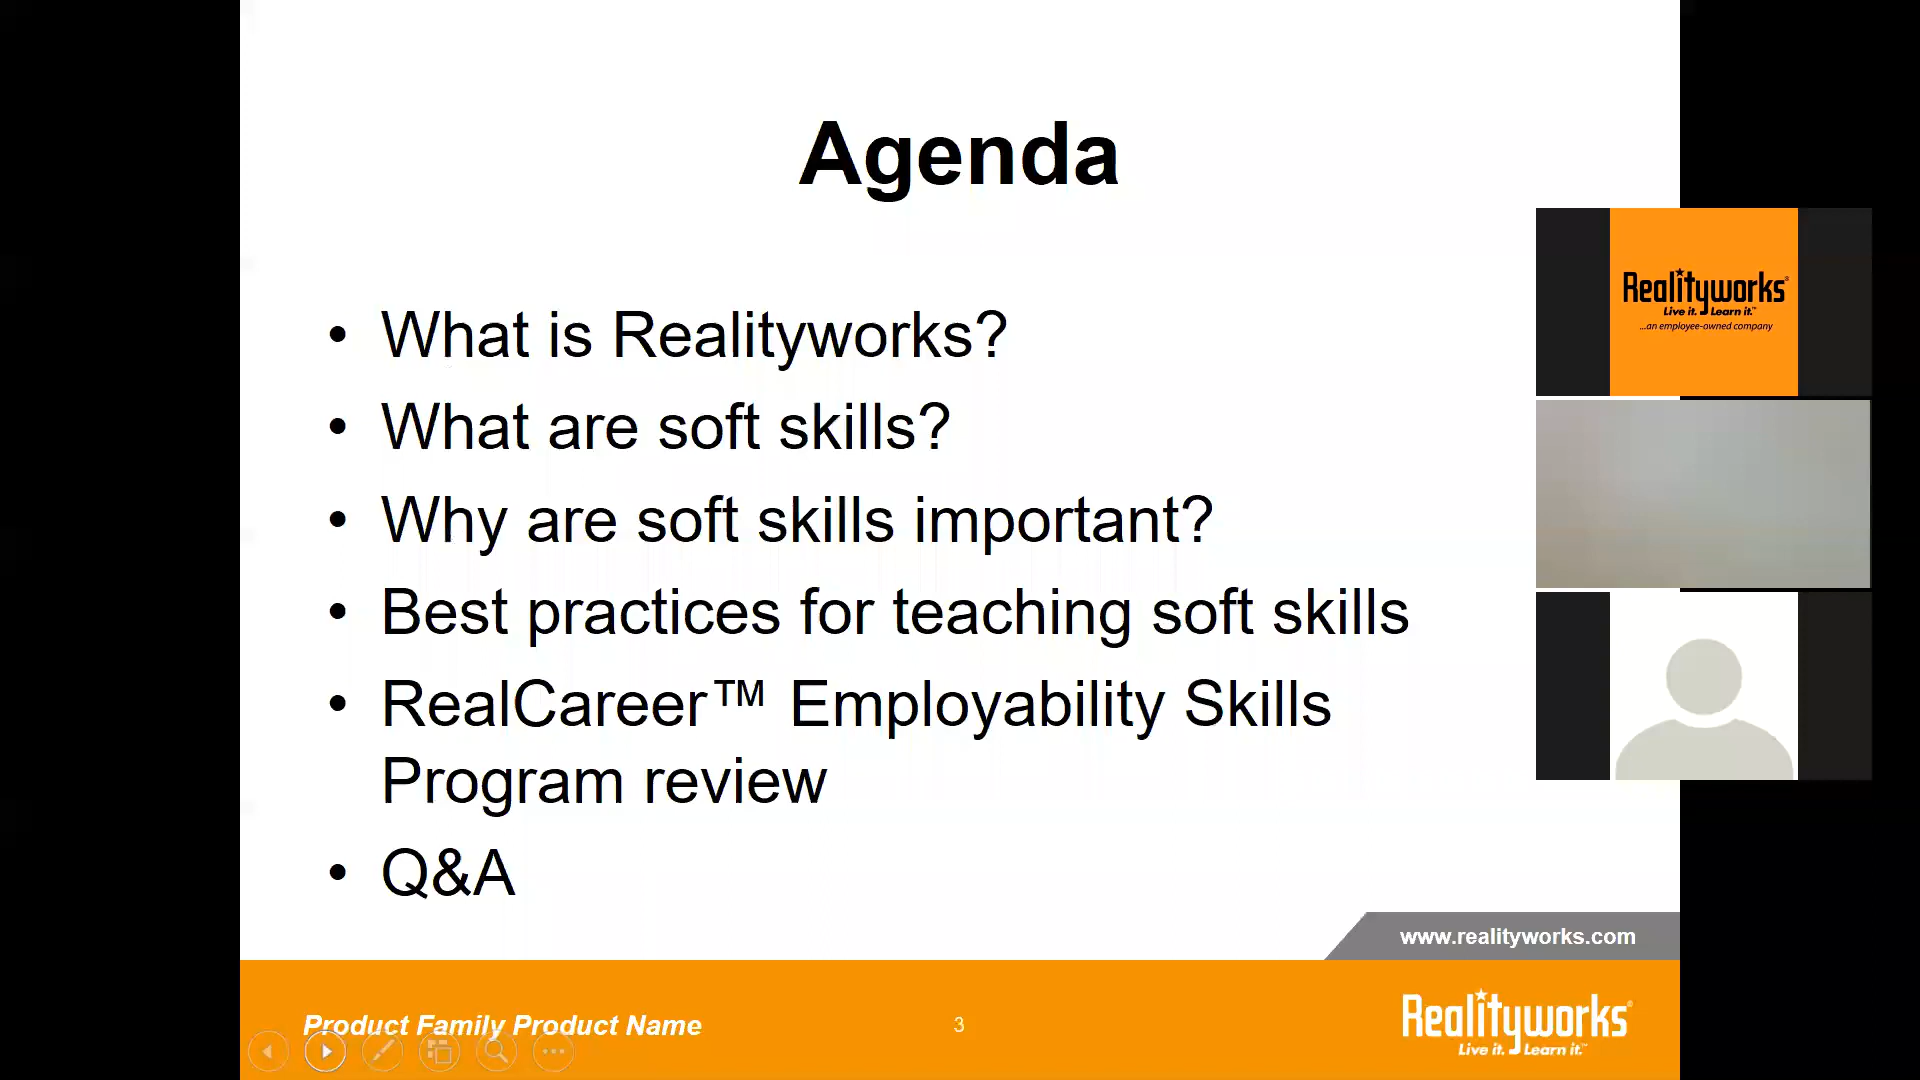 Agenda
• What is Realityworks?
• What are soft skills?
• Why are soft skills important?
• Best practices for teaching soft skills
• RealCareer™ Employability Skills
Program review
• Q&A
Realityworks®
Live it. Learn it.™
...an employee-owned company
www.realityworks.com
Product Family Product Name
3
Realityworks®
Live it. Learn it.™